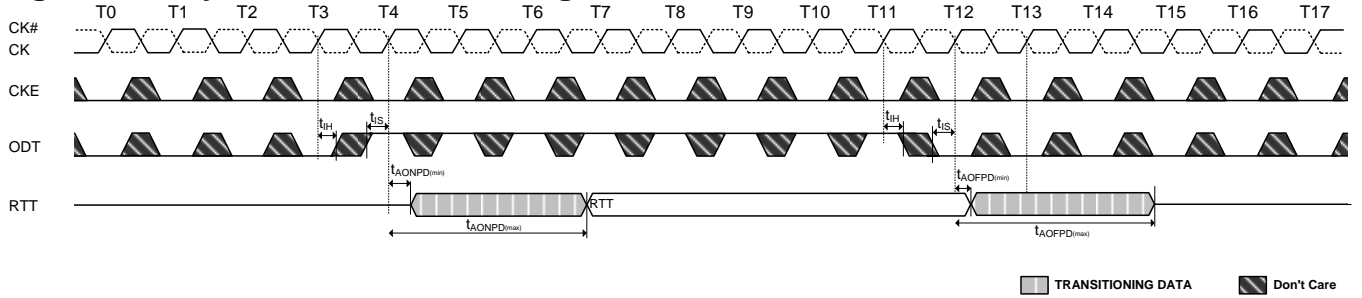 T0 T1 T2 T3 T4 T5 T6 T7 T8 T9 T10 T11 T12 T13 T14 T15 T16 T17
CK#
CK
CKE
tIH tIS tIH tIS
ODT
tAONPD(min) tAOFPD(min)
RTT RTT
tAONPD(max) tAOFPD(max)
TRANSITIONING DATA Don't Care